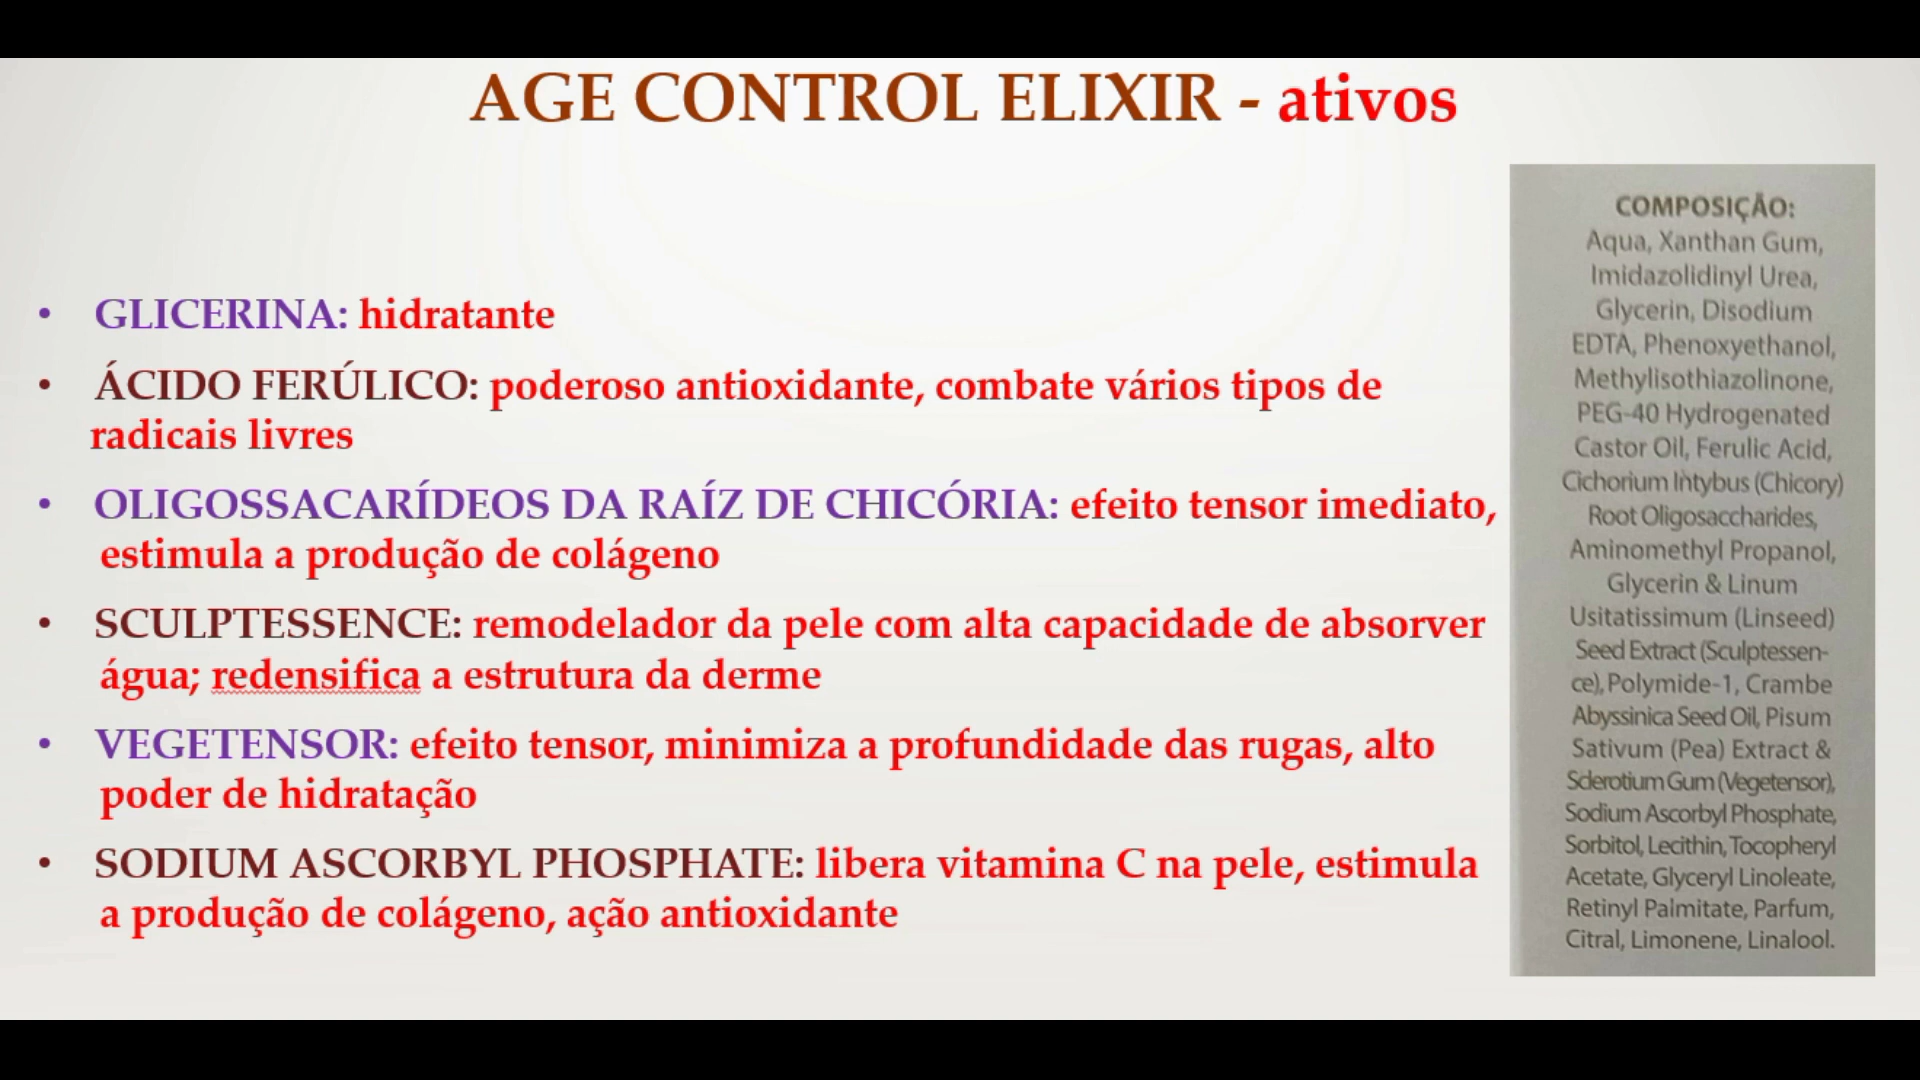 AGE CONTROL ELIXIR - ativos
• GLICERINA: hidratante
• ÁCIDO FERÚLICO: poderoso antioxidante, combate vários tipos de
radicais livres
• OLIGOSSACARÍDEOS DA RAÍZ DE CHICÓRIA: efeito tensor imediato,
estimula a produção de colágeno
• SCULPTESSENCE: remodelador da pele com alta capacidade de absorver
água; redensifica a estrutura da derme
• VEGETENSOR: efeito tensor, minimiza a profundidade das rugas, alto
poder de hidratação
• SODIUM ASCORBYL PHOSPHATE: libera vitamina C na pele, estimula
a produção de colágeno, ação antioxidante
COMPOSIÇÃO:
Aqua, Xanthan Gum,
Imidazolidinyl Urea,
Glycerin, Disodium
EDTA, Phenoxyethanol,
Methylisothiazolinone,
PEG-40 Hydrogenated
Castor Oil, Ferulic Acid,
Cichorium Intybus (Chicory)
Root Oligosaccharides,
Aminomethyl Propanol,
Glycerin & Linum
Usitatissimum (Linseed)
Seed Extract (Sculptessen-
ce), Polymide-1, Crambe
Abyssinica Seed Oil, Pisum
Sativum (Pea) Extract &
Sclerotium Gum (Vegetensor),
Sodium Ascorbyl Phosphate,
Sorbitol, Lecithin, Tocopheryl
Acetate, Glyceryl Linoleate,
Retinyl Palmitate, Parfum,
Citral, Limonene, Linalool.